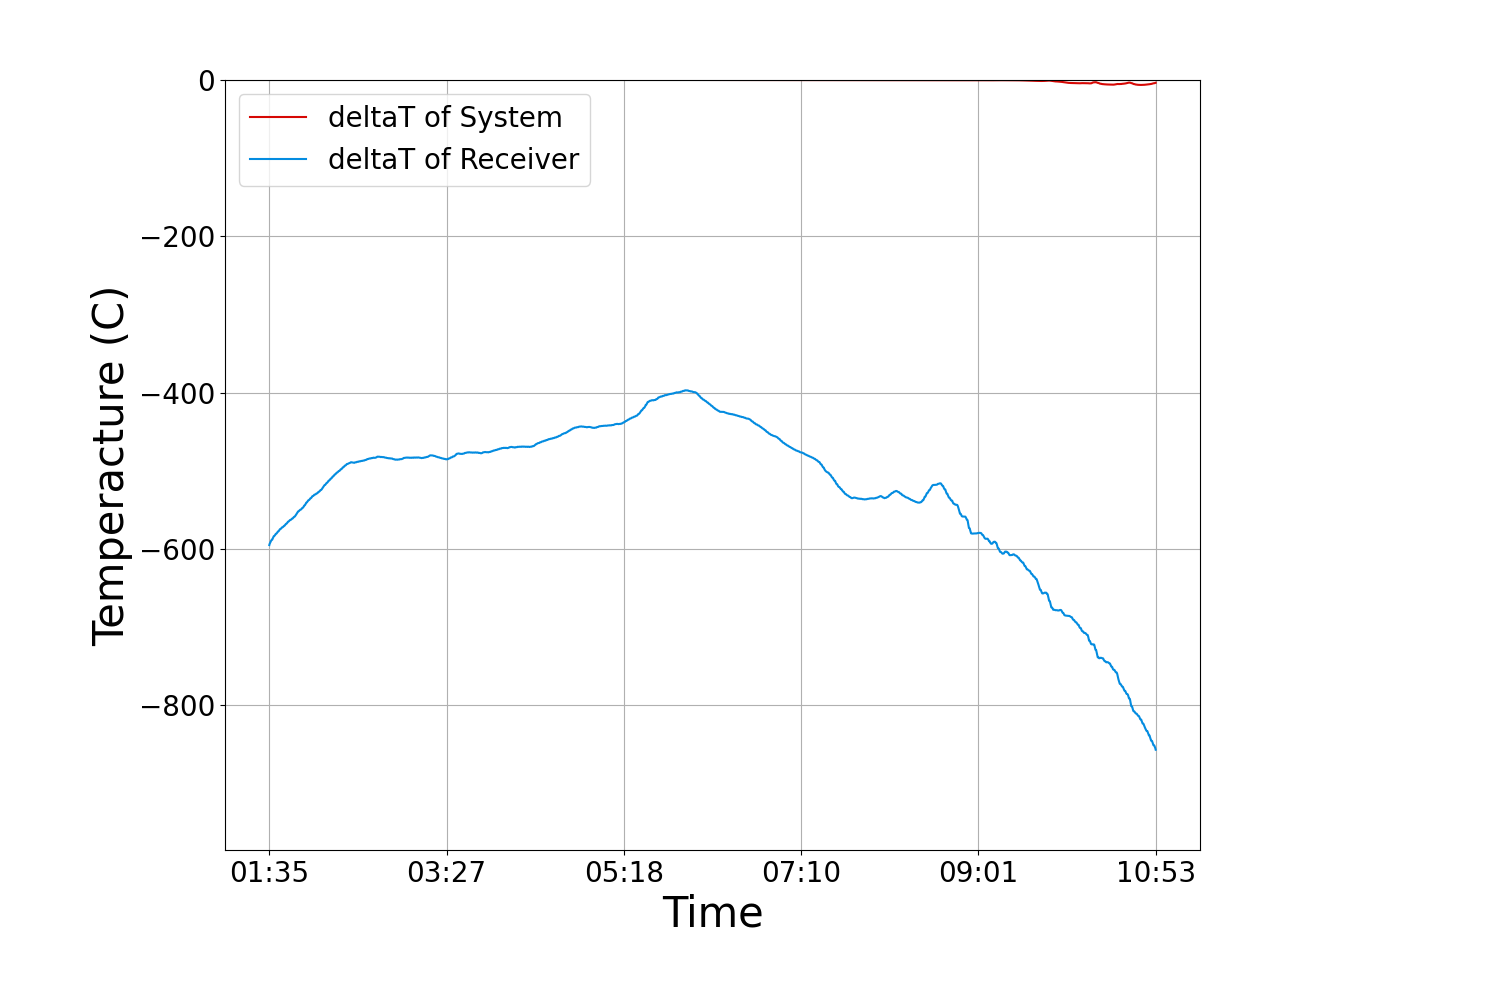 0
deltaT of System
deltaT of Receiver
−200
−400
−600
−800
Temperacture (C)
01:35 03:27 05:18 07:10 09:01 10:53
Time